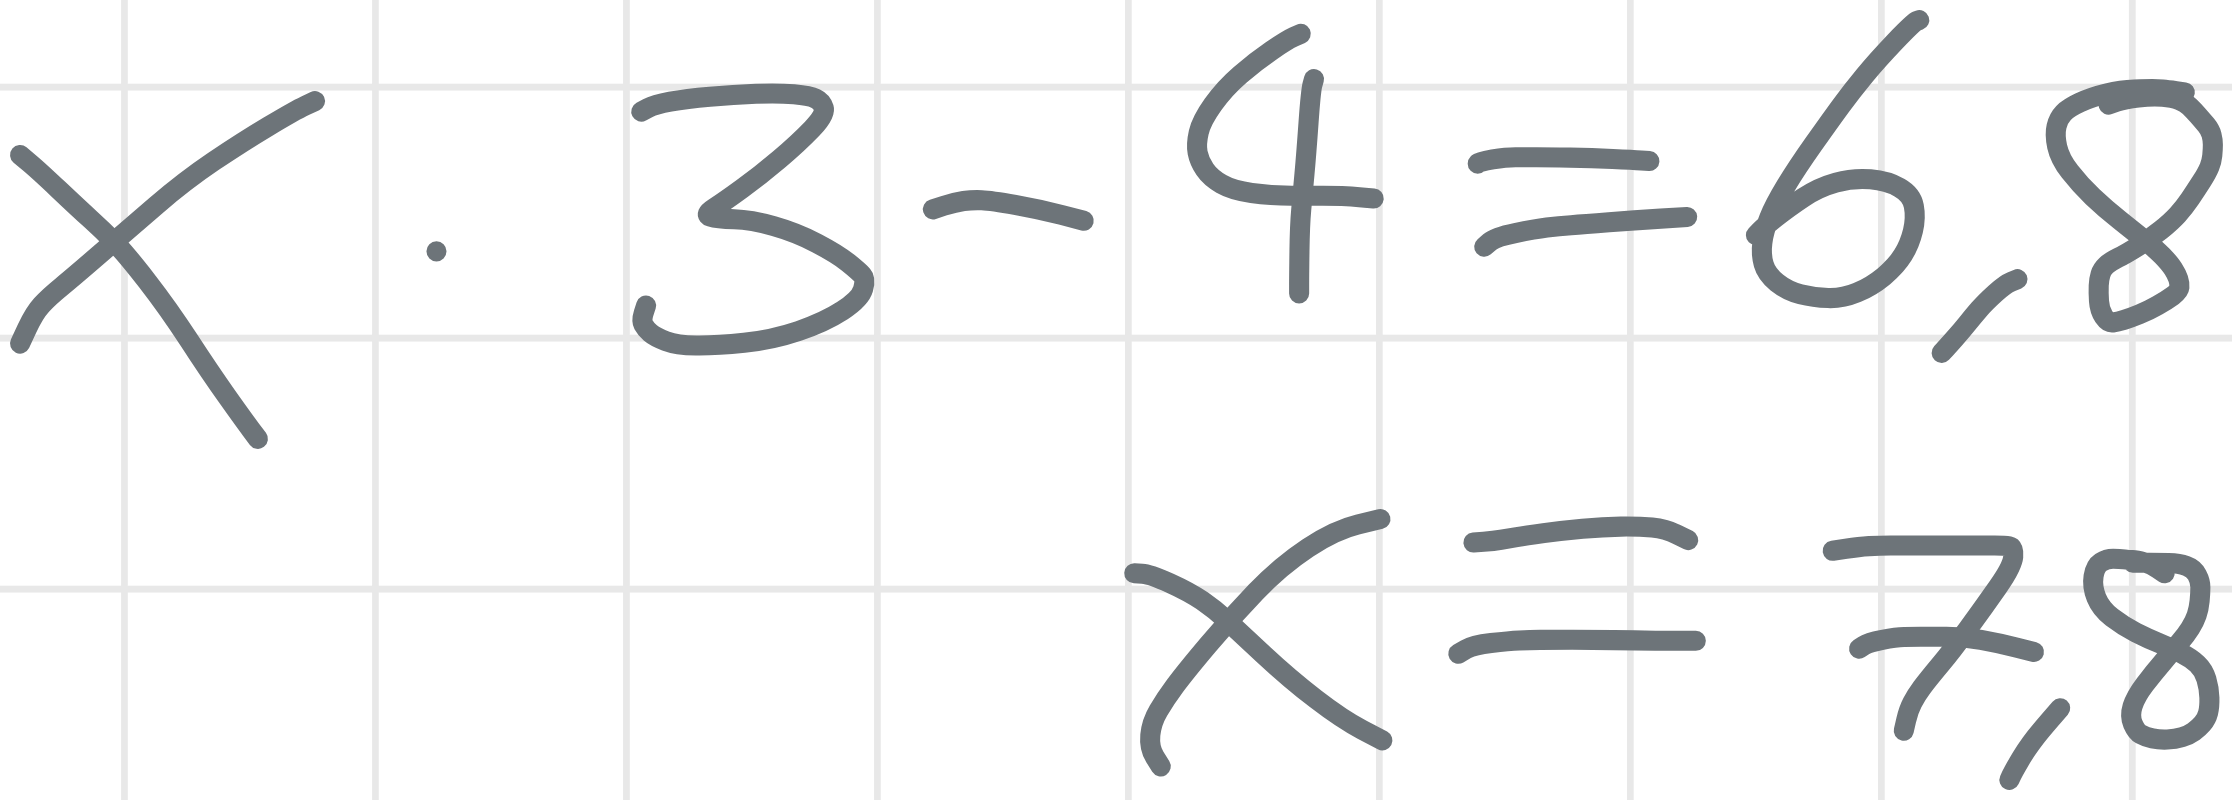 x · 3 - 4 = 6,8
x = 7,8